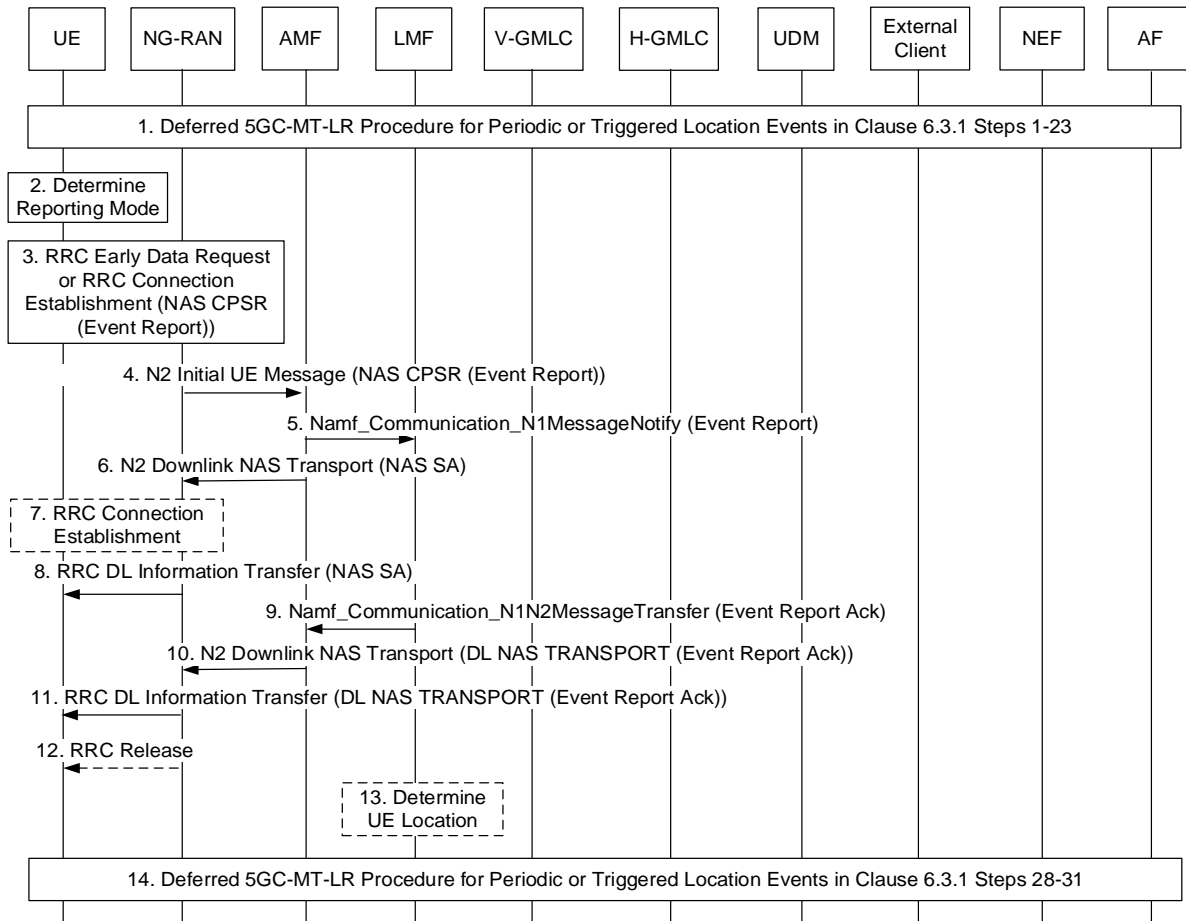 UE
NG-RAN
AMF
LMF
V-GMLC
H-GMLC
UDM
External
Client
NEF
AF
1. Deferred 5GC-MT-LR Procedure for Periodic or Triggered Location Events in Clause 6.3.1 Steps 1-23
2. Determine
Reporting Mode
3. RRC Early Data Request
or RRC Connection
Establishment (NAS CPSR
(Event Report))
4. N2 Initial UE Message (NAS CPSR (Event Report))
5. Namf_Communication_N1MessageNotify (Event Report)
6. N2 Downlink NAS Transport (NAS SA)
7. RRC Connection
Establishment
8. RRC DL Information Transfer (NAS SA)
9. Namf_Communication_N1N2MessageTransfer (Event Report Ack)
10. N2 Downlink NAS Transport (DL NAS TRANSPORT (Event Report Ack))
11. RRC DL Information Transfer (DL NAS TRANSPORT (Event Report Ack))
12. RRC Release
13. Determine
UE Location
14. Deferred 5GC-MT-LR Procedure for Periodic or Triggered Location Events in Clause 6.3.1 Steps 28-31